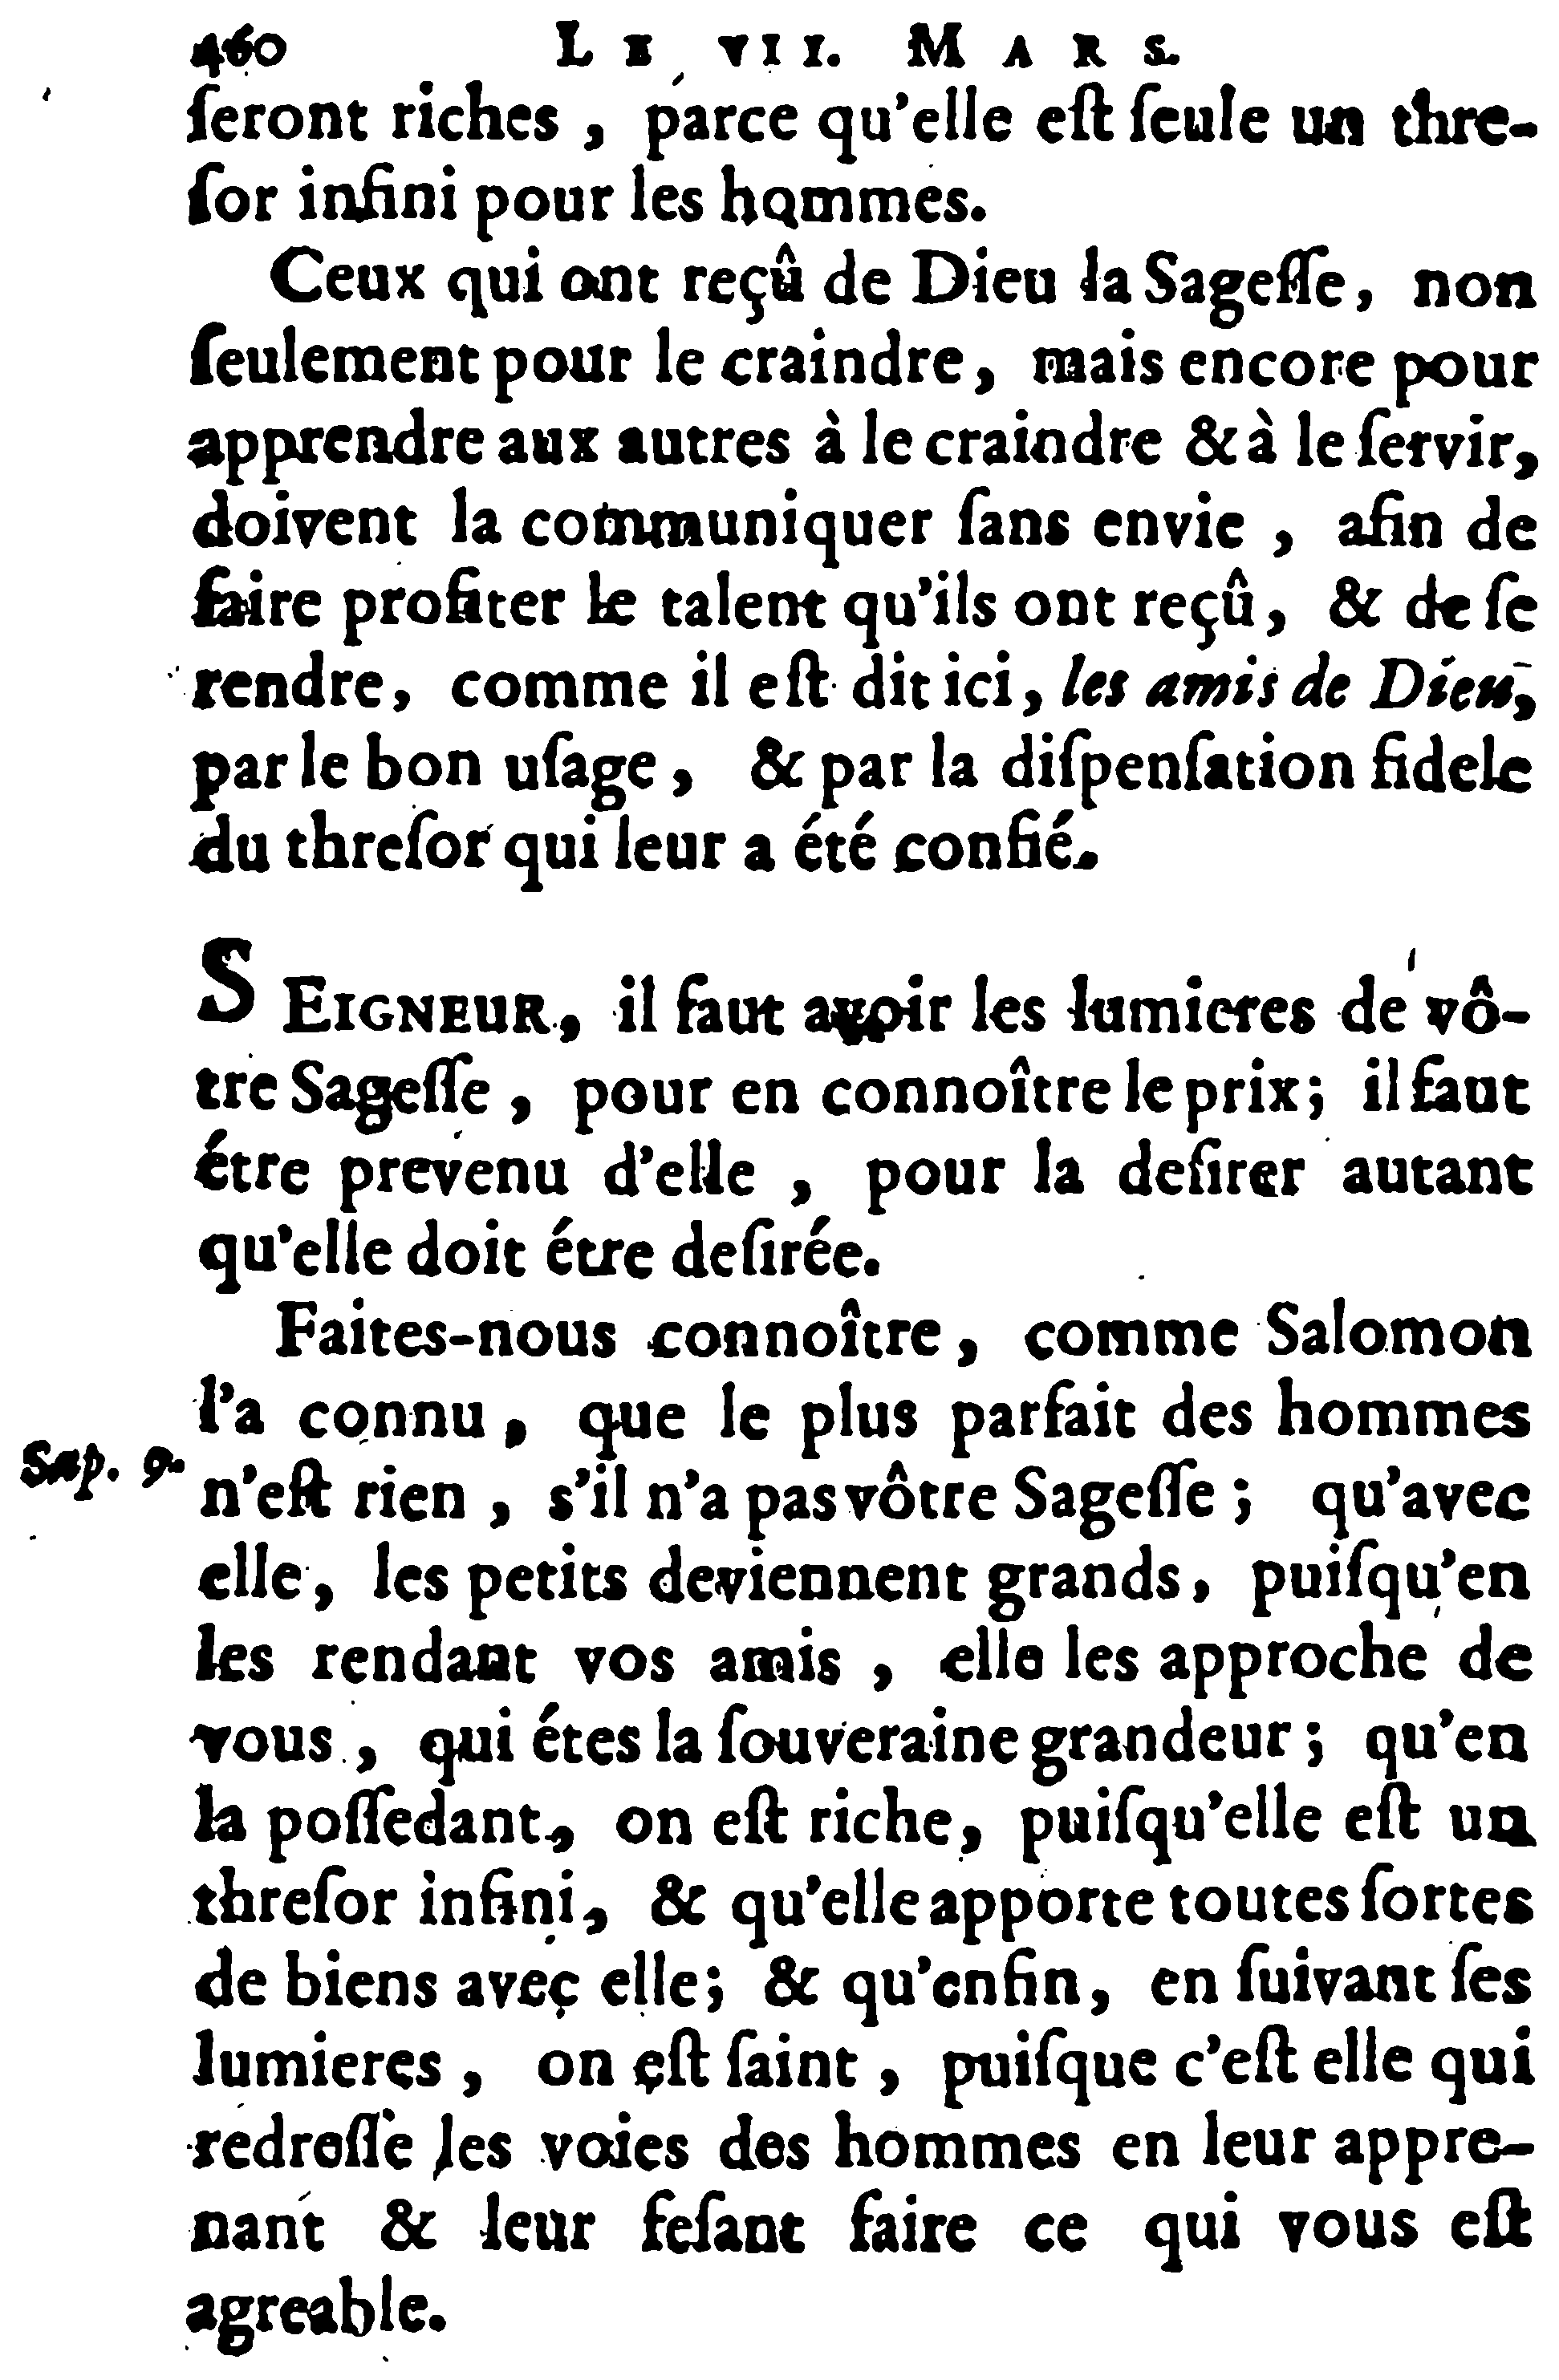 460 LE VII. MARS.
ſeront riches, parce qu'elle eſt ſeule un thre-
ſor infini pour les hommes.
Ceux qui ont reçû de Dieu la Sageſſe, non
ſeulement pour le craindre, mais encore pour
apprendre aux autres à le craindre & à le ſervir,
doivent la communiquer ſans envie, afin de
faire profiter le talent qu'ils ont reçû, & de ſe
rendre, comme il eſt dit ici, les amis de Dieu,
par le bon uſage, & par la diſpenſation fidele
du threſor qui leur a été confié.
SEIGNEUR, il faut avoir les lumieres de vô-
tre Sageſſe, pour en connoître le prix; il faut
étre prevenu d'elle, pour la deſirer autant
qu'elle doit étre deſirée.
Faites-nous connoître, comme Salomon
l'a connu, que le plus parfait des hommes
Sap. 9. n'eſt rien, s'il n'a pas vôtre Sageſſe; qu'avec
elle, les petits deviennent grands, puiſqu'en
les rendant vos amis, elle les approche de
vous, qui étes la ſouveraine grandeur; qu'en
la poſſedant, on eſt riche, puiſqu'elle eſt un
threſor infini, & qu'elle apporte toutes ſortes
de biens avec elle; & qu'enfin, en ſuivant ſes
lumieres, on eſt ſaint, puiſque c'eſt elle qui
redreſſe les voies des hommes en leur appre-
nant & leur feſant faire ce qui vous eſt
agreable.